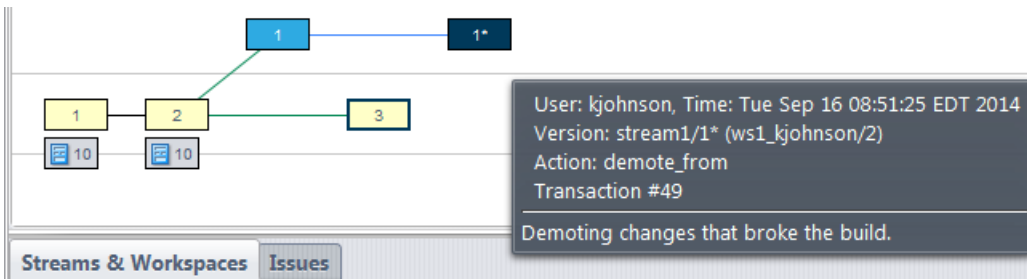 1
1*
1
2
3
10
10
User: kjohnson, Time: Tue Sep 16 08:51:25 EDT 2014
Version: stream1/1* (ws1_kjohnson/2)
Action: demote_from
Transaction #49
Demoting changes that broke the build.
Streams & Workspaces
Issues